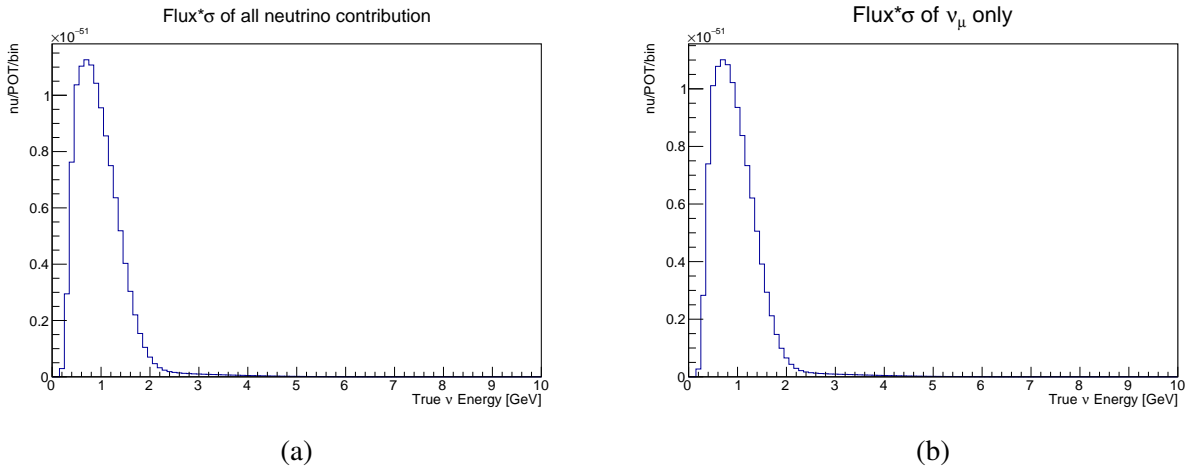 Flux*σ of all neutrino contribution
×10⁻⁵¹
nu/POT/bin
1
0.8
0.6
0.4
0.2
0
0 1 2 3 4 5 6 7 8 9 10
True ν Energy [GeV]
(a)
Flux*σ of νμ only
×10⁻⁵¹
nu/POT/bin
1
0.8
0.6
0.4
0.2
0
0 1 2 3 4 5 6 7 8 9 10
True ν Energy [GeV]
(b)